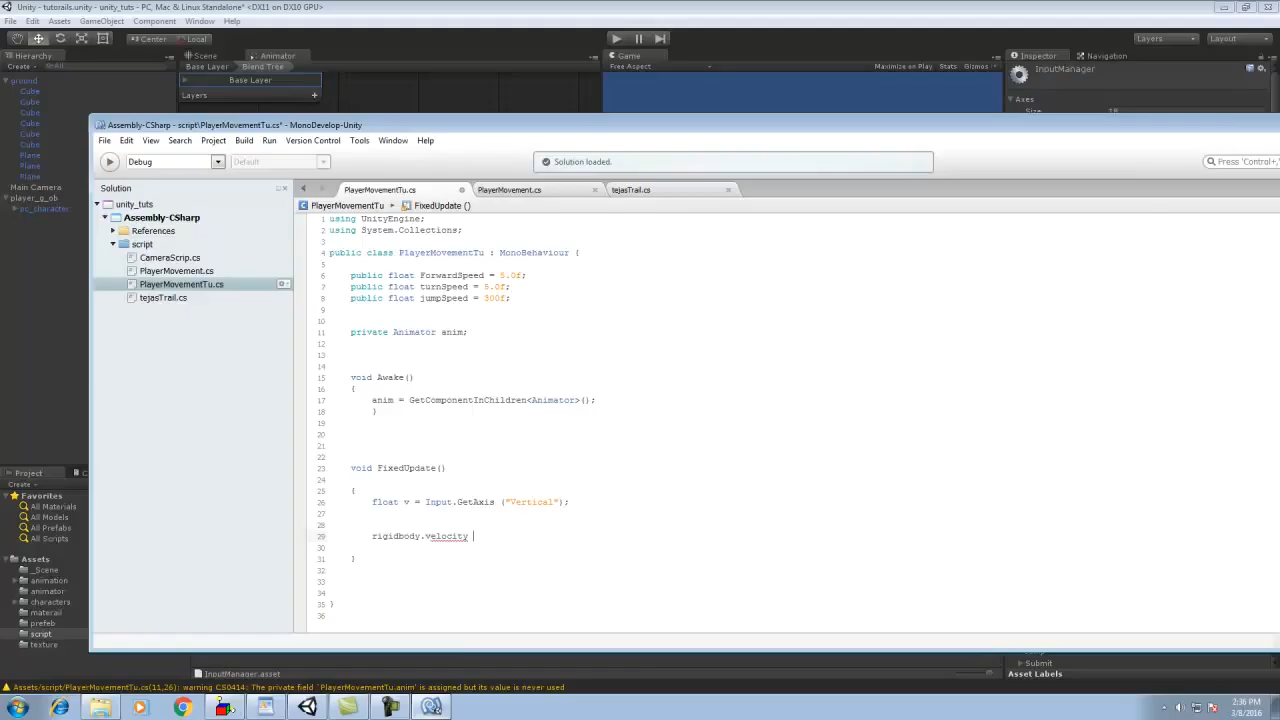 Unity - tutorails.unity - unity_tuts - PC, Mac & Linux Standalone* <DX11 on DX10 GPU>
File Edit Assets GameObject Component Window Help
Center Local Layers Layout
Hierarchy Scene Animator Game Inspector Navigation
Create Base Layer Blend Tree Free Aspect Maximize on Play Stats Gizmos InputManager
ground Base Layer
Cube Layers Axes
Cube
Cube
Cube
Cube
Cube
Plane
Plane
Plane
Main Camera
player_g_ob
pc_character
Assembly-CSharp - script\PlayerMovementTu.cs* - MonoDevelop-Unity
File Edit View Search Project Build Run Version Control Tools Window Help
Debug Default Solution loaded. Press 'Control+,'
Solution PlayerMovementTu.cs PlayerMovement.cs tejasTrail.cs
unity_tuts PlayerMovementTu FixedUpdate ()
Assembly-CSharp
References
script
CameraScrip.cs
PlayerMovement.cs
PlayerMovementTu.cs
tejasTrail.cs
1 using UnityEngine;
2 using System.Collections;
3
4 public class PlayerMovementTu : MonoBehaviour {
5
6 public float ForwardSpeed = 5.0f;
7 public float turnSpeed = 5.0f;
8 public float jumpSpeed = 300f;
9
10
11 private Animator anim;
12
13
14
15 void Awake()
16 {
17 anim = GetComponentInChildren<Animator>();
18 }
19
20
21
22
23 void FixedUpdate()
24
25 {
26 float v = Input.GetAxis ("Vertical");
27
28
29 rigidbody.velocity
30
31 }
32
33
34
35 }
36
Project
Create
Favorites
All Materials
All Models
All Prefabs
All Scripts
Assets
_Scene
animation
animator
characters
materail
prefeb
script
texture
InputManager.asset
Submit
Asset Labels
Assets/script/PlayerMovementTu.cs(11,26): warning CS0414: The private field `PlayerMovementTu.anim' is assigned but its value is never used
2:36 PM
3/8/2016